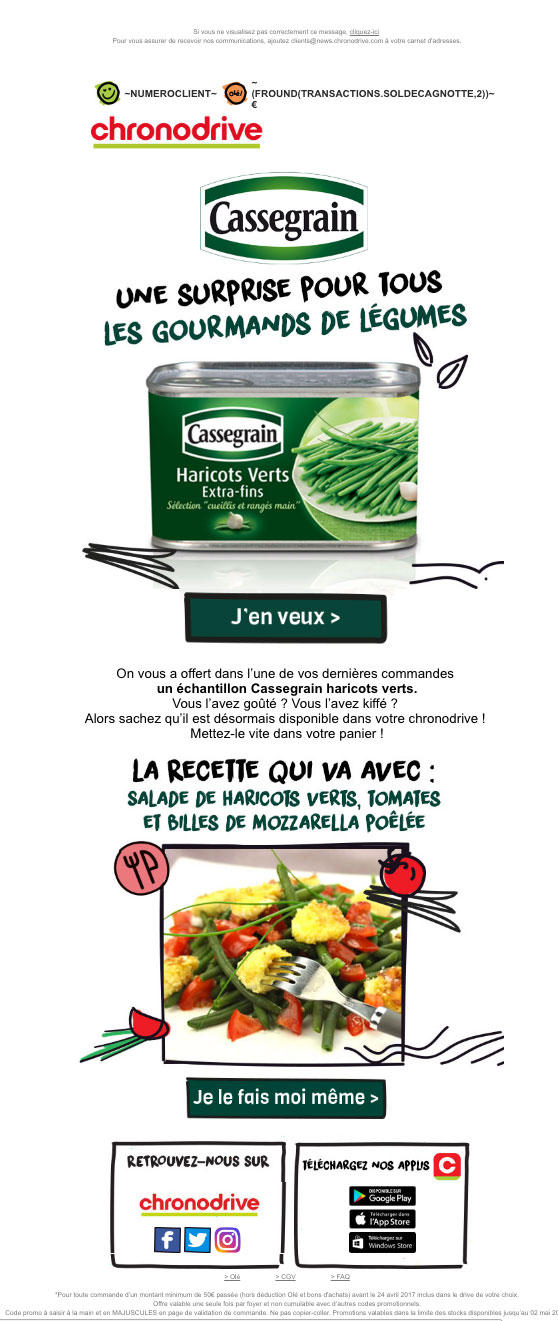 Si vous ne visualisez pas correctement ce message, cliquez-ici
Pour vous assurer de recevoir nos communications, ajoutez clients@news.chronodrive.com à votre carnet d'adresses.
~NUMEROCLIENT~
olé!
~
(FROUND(TRANSACTIONS.SOLDECAGNOTTE,2))~
€
chronodrive
Cassegrain
UNE SURPRISE POUR TOUS
LES GOURMANDS DE LÉGUMES
Cassegrain
Haricots Verts
Extra-fins
Sélection "cueillis et rangés main"
J'en veux >
On vous a offert dans l'une de vos dernières commandes
un échantillon Cassegrain haricots verts.
Vous l'avez goûté ? Vous l'avez kiffé ?
Alors sachez qu'il est désormais disponible dans votre chronodrive !
Mettez-le vite dans votre panier !
LA RECETTE QUI VA AVEC :
SALADE DE HARICOTS VERTS, TOMATES
ET BILLES DE MOZZARELLA POÊLÉE
Je le fais moi même >
RETROUVEZ-NOUS SUR
chronodrive
TÉLÉCHARGEZ NOS APPLIS
DISPONIBLE SUR
Google Play
Télécharger dans
l'App Store
Télécharger sur
Windows Store
> Olé > CGV > FAQ
*Pour toute commande d'un montant minimum de 50€ passée (hors déduction Olé et bons d'achats) avant le 24 avril 2017 inclus dans le drive de votre choix.
Offre valable une seule fois par foyer et non cumulable avec d'autres codes promotionnels.
Code promo à saisir à la main et en MAJUSCULES en page de validation de commande. Ne pas copier-coller. Promotions valables dans la limite des stocks disponibles jusqu'au 02 mai 20